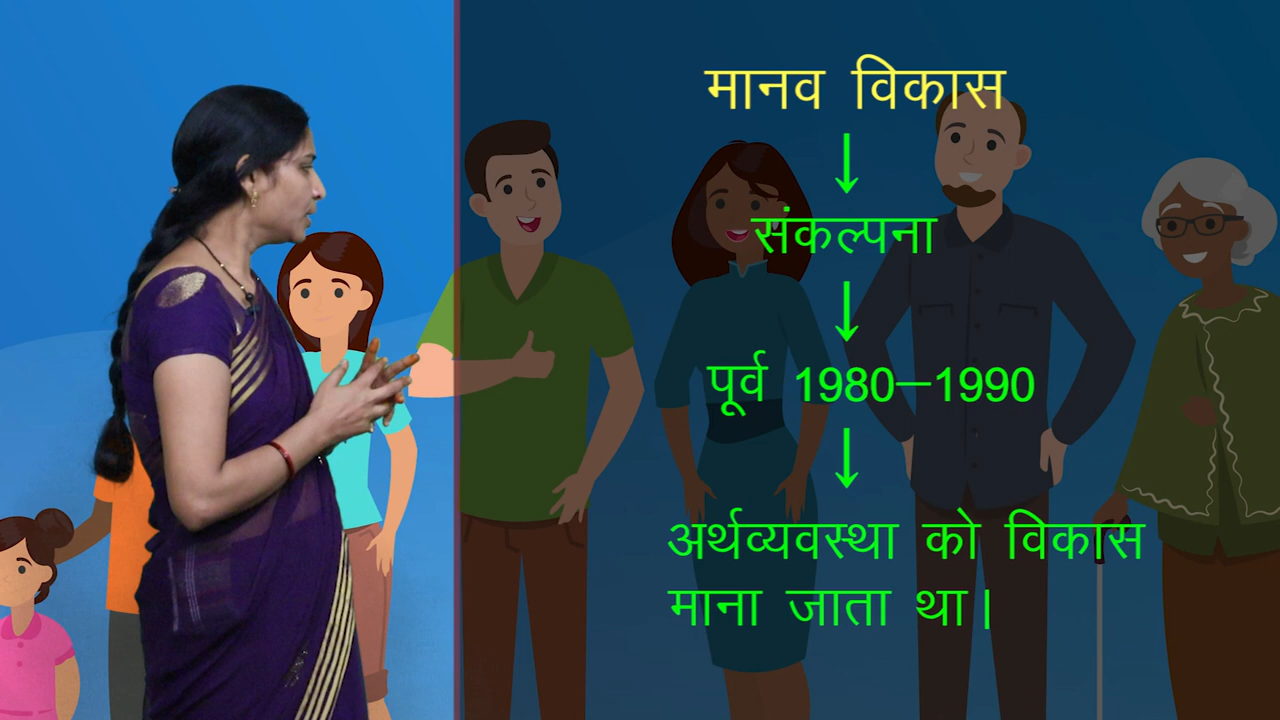 मानव विकास
↓
संकल्पना
↓
पूर्व 1980–1990
↓
अर्थव्यवस्था को विकास
माना जाता था।